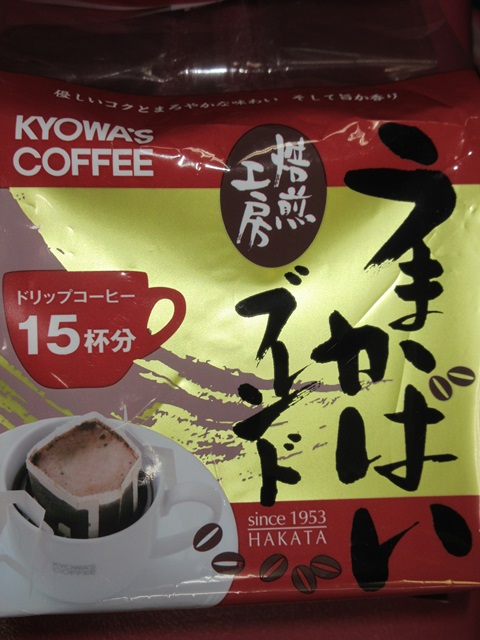 優しいコクとまろやかな味わい そして旨か香り
KYOWA'S
COFFEE
焙煎
工房
うまかばい
ブレンド
ドリップコーヒー
15杯分
KYOWA'S
COFFEE
since 1953
HAKATA